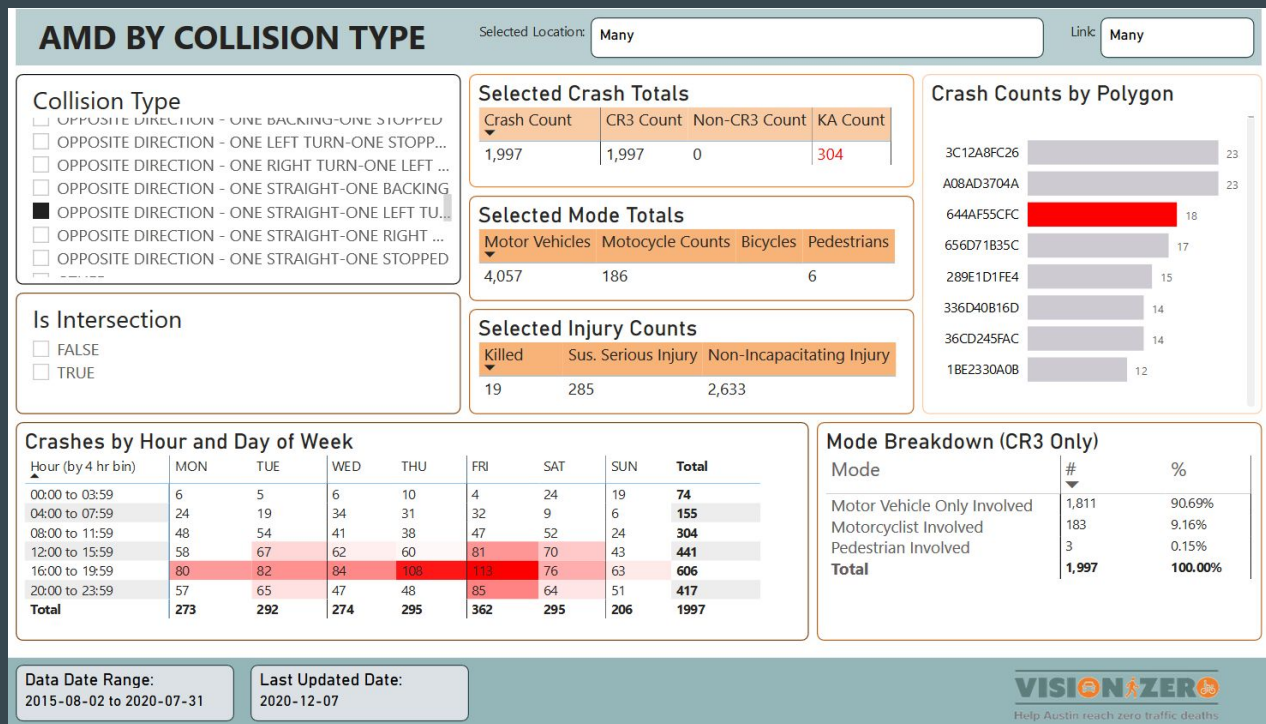 AMD BY COLLISION TYPE
Selected Location: Many
Link: Many
Collision Type
OPPOSITE DIRECTION - ONE BACKING-ONE STOPPED
OPPOSITE DIRECTION - ONE LEFT TURN-ONE STOPP...
OPPOSITE DIRECTION - ONE RIGHT TURN-ONE LEFT ...
OPPOSITE DIRECTION - ONE STRAIGHT-ONE BACKING
OPPOSITE DIRECTION - ONE STRAIGHT-ONE LEFT TU...
OPPOSITE DIRECTION - ONE STRAIGHT-ONE RIGHT ...
OPPOSITE DIRECTION - ONE STRAIGHT-ONE STOPPED
Is Intersection
FALSE
TRUE
Selected Crash Totals
Crash Count CR3 Count Non-CR3 Count KA Count
1,997 1,997 0 304
Selected Mode Totals
Motor Vehicles Motocycle Counts Bicycles Pedestrians
4,057 186 6
Selected Injury Counts
Killed Sus. Serious Injury Non-Incapacitating Injury
19 285 2,633
Crash Counts by Polygon
3C12A8FC26 23
A08AD3704A 23
644AF55CFC 18
656D71B35C 17
289E1D1FE4 15
336D40B16D 14
36CD245FAC 14
1BE2330A0B 12
Crashes by Hour and Day of Week
Hour (by 4 hr bin) MON TUE WED THU FRI SAT SUN Total
00:00 to 03:59 6 5 6 10 4 24 19 74
04:00 to 07:59 24 19 34 31 32 9 6 155
08:00 to 11:59 48 54 41 38 47 52 24 304
12:00 to 15:59 58 67 62 60 81 70 43 441
16:00 to 19:59 80 82 84 108 113 76 63 606
20:00 to 23:59 57 65 47 48 85 64 51 417
Total 273 292 274 295 362 295 206 1997
Mode Breakdown (CR3 Only)
Mode # %
Motor Vehicle Only Involved 1,811 90.69%
Motorcyclist Involved 183 9.16%
Pedestrian Involved 3 0.15%
Total 1,997 100.00%
Data Date Range:
2015-08-02 to 2020-07-31
Last Updated Date:
2020-12-07
VISION ZERO
Help Austin reach zero traffic deaths